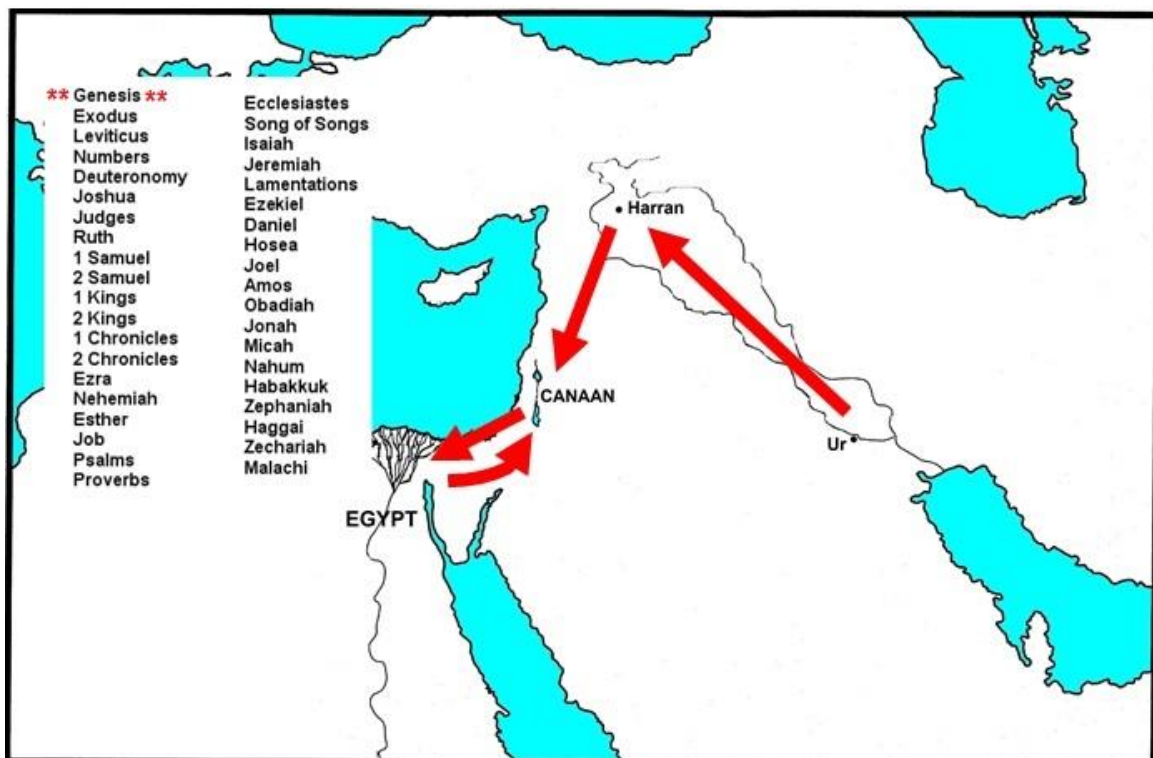 ** Genesis **
Exodus
Leviticus
Numbers
Deuteronomy
Joshua
Judges
Ruth
1 Samuel
2 Samuel
1 Kings
2 Kings
1 Chronicles
2 Chronicles
Ezra
Nehemiah
Esther
Job
Psalms
Proverbs
Ecclesiastes
Song of Songs
Isaiah
Jeremiah
Lamentations
Ezekiel
Daniel
Hosea
Joel
Amos
Obadiah
Jonah
Micah
Nahum
Habakkuk
Zephaniah
Haggai
Zechariah
Malachi
Harran
CANAAN
Ur
EGYPT